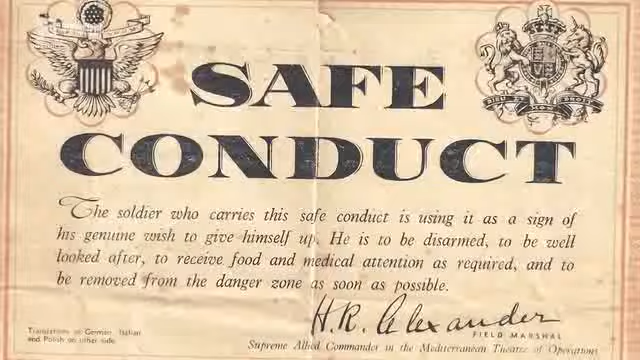 SAFE
CONDUCT
The soldier who carries this safe conduct is using it as a sign of
his genuine wish to give himself up. He is to be disarmed, to be well
looked after, to receive food and medical attention as required, and to
be removed from the danger zone as soon as possible.
H.R. Alexander
FIELD MARSHAL
Translations in German, Italian
and Polish on other side.
Supreme Allied Commander in the Mediterranean Theatre of Operations